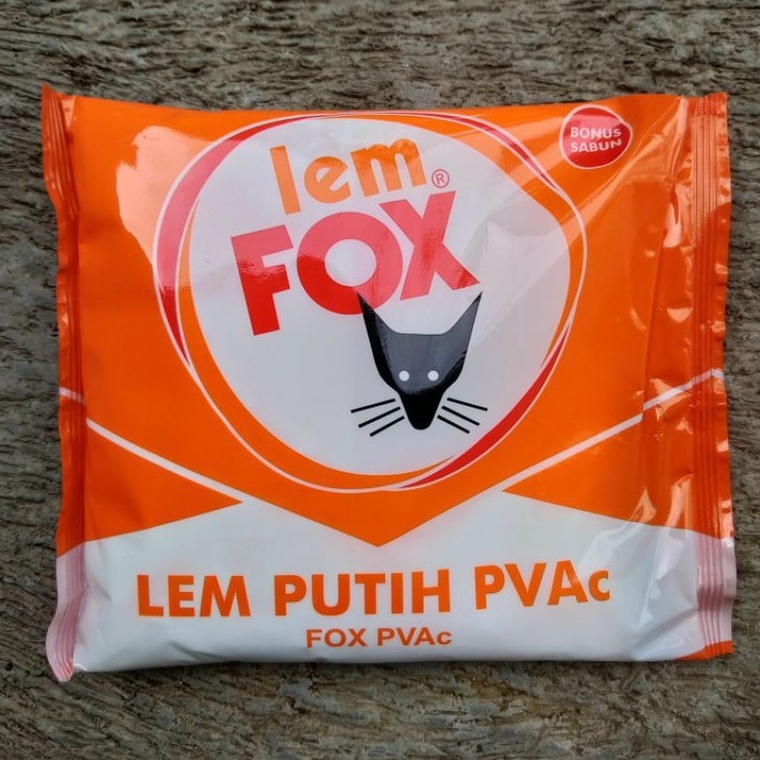 BONUS
SABUN
lem®
FOX
LEM PUTIH PVAc
FOX PVAc